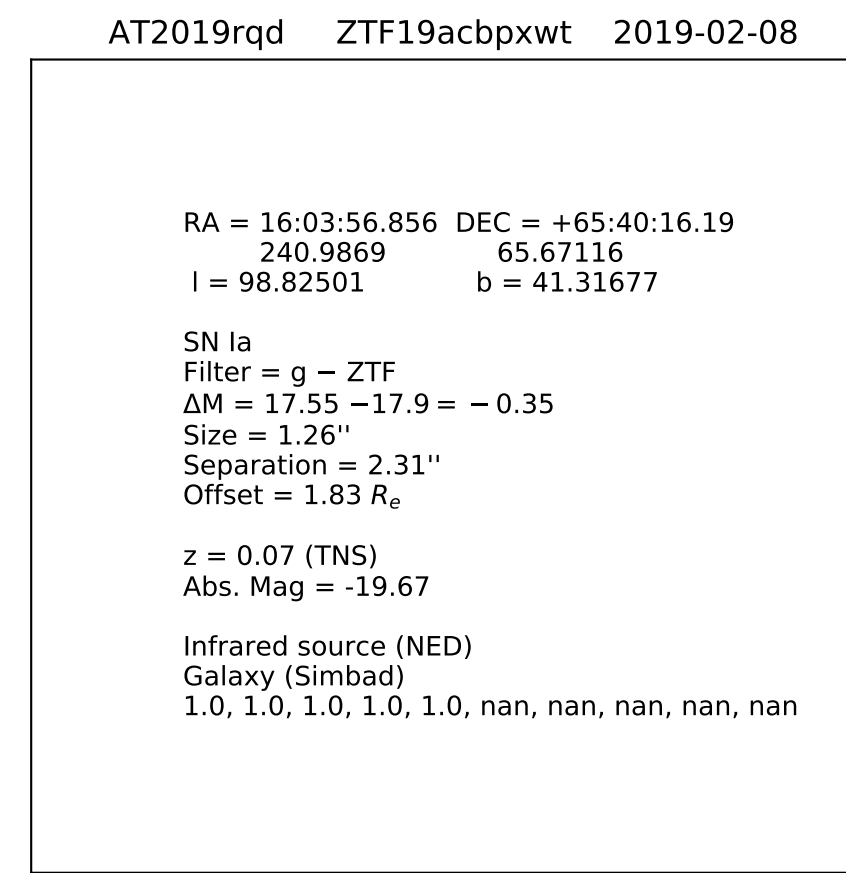 AT2019rqd ZTF19acbpxwt 2019-02-08
RA = 16:03:56.856 DEC = +65:40:16.19
240.9869 65.67116
l = 98.82501 b = 41.31677
SN Ia
Filter = g − ZTF
ΔM = 17.55 −17.9 = − 0.35
Size = 1.26''
Separation = 2.31''
Offset = 1.83 Re
z = 0.07 (TNS)
Abs. Mag = -19.67
Infrared source (NED)
Galaxy (Simbad)
1.0, 1.0, 1.0, 1.0, 1.0, nan, nan, nan, nan, nan